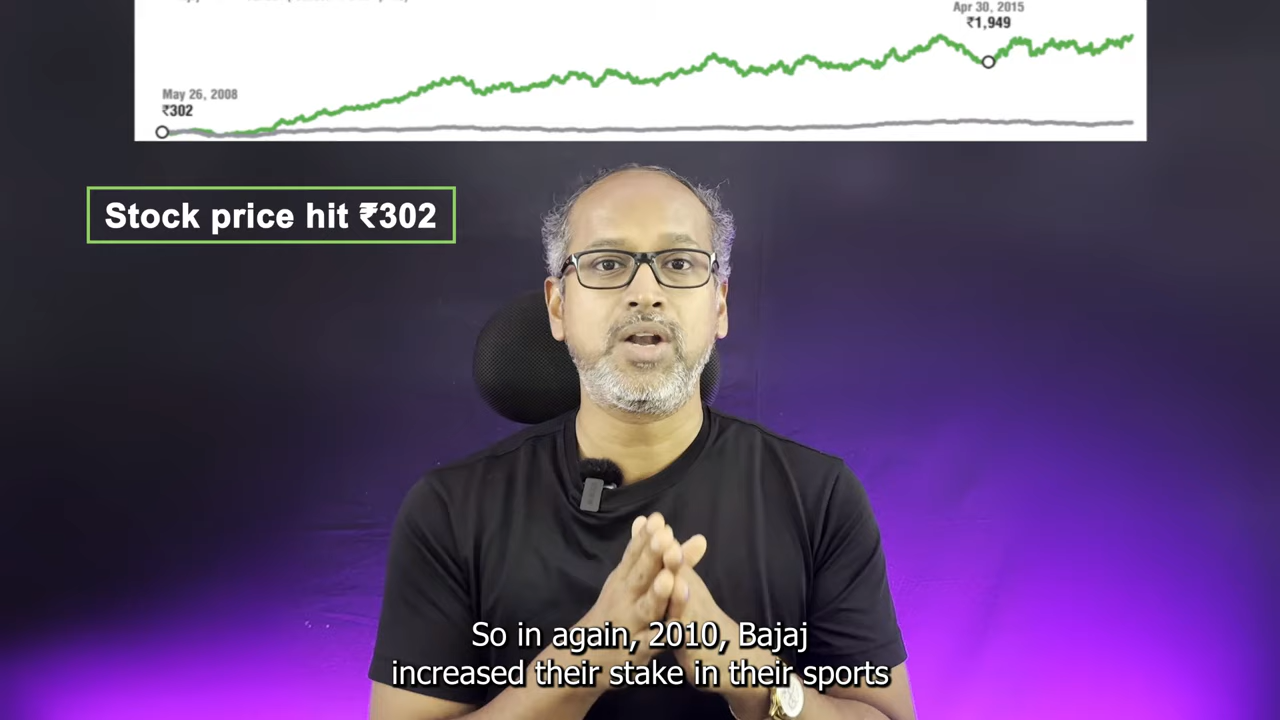 Apr 30, 2015
₹1,949
May 26, 2008
₹302
Stock price hit ₹302
So in again, 2010, Bajaj
increased their stake in their sports